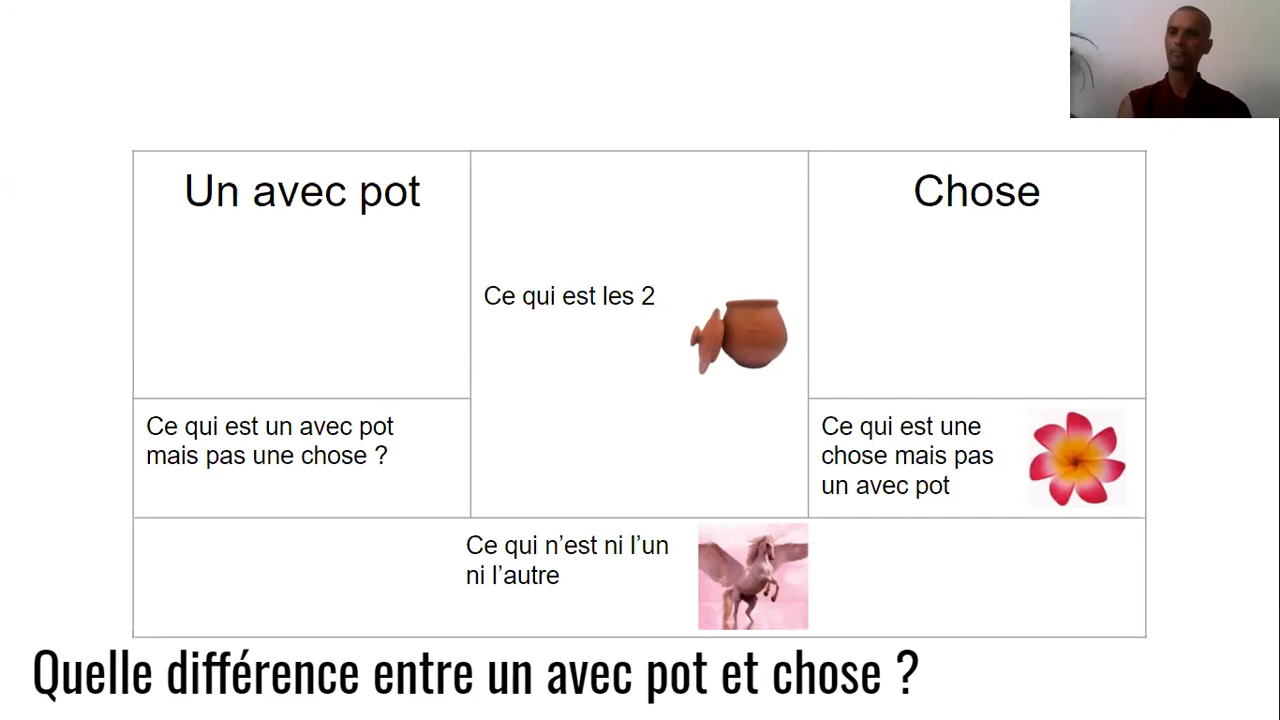 Un avec pot
Chose
Ce qui est les 2
Ce qui est un avec pot
mais pas une chose ?
Ce qui est une
chose mais pas
un avec pot
Ce qui n’est ni l’un
ni l’autre
Quelle différence entre un avec pot et chose ?